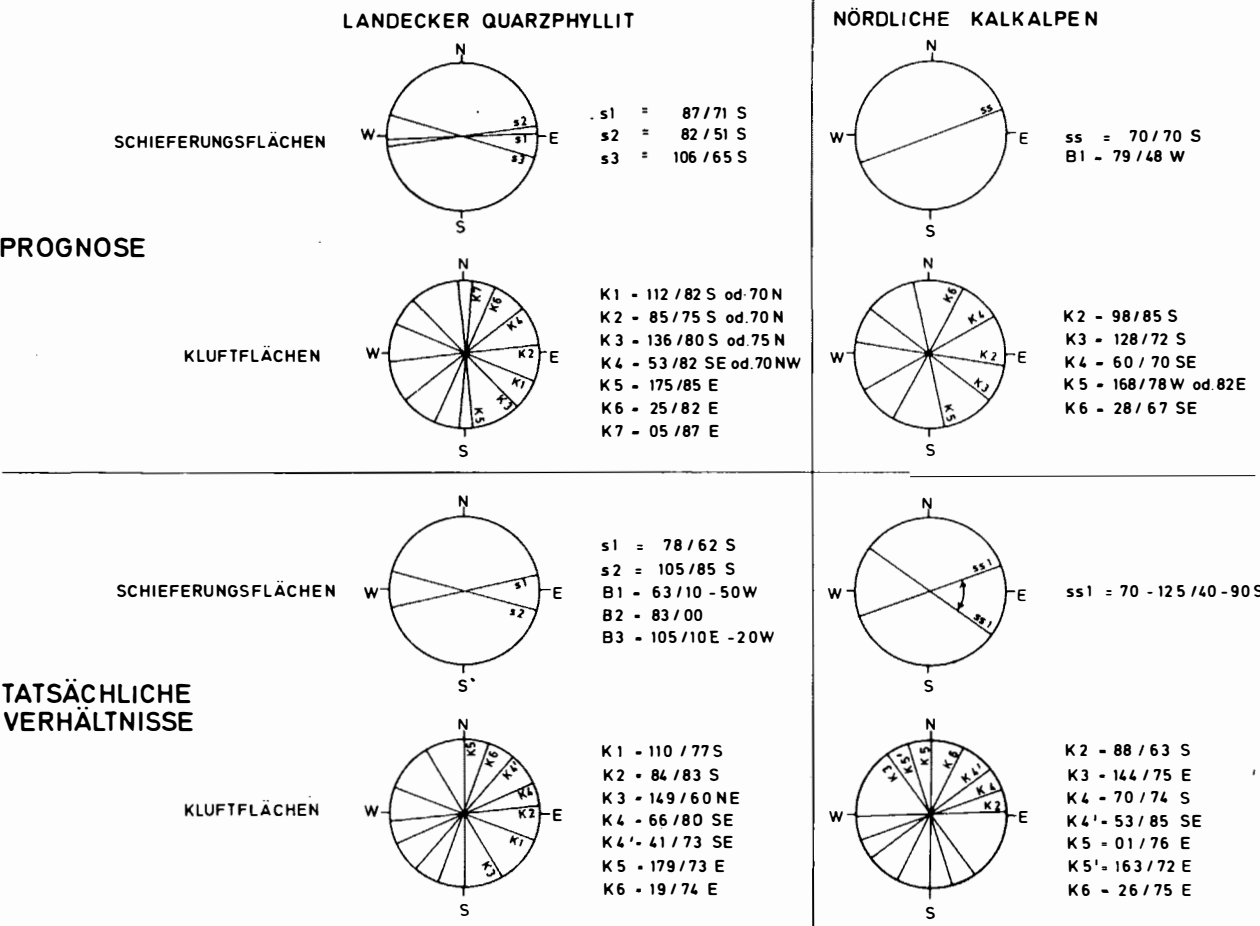 LANDECKER QUARZPHYLLIT
NÖRDLICHE KALKALPEN
PROGNOSE
SCHIEFERUNGSFLÄCHEN
N
W
E
S
s2
s1
s3
s1 = 87/71 S
s2 = 82/51 S
s3 = 106/65 S
N
W
E
S
ss
ss = 70/70 S
B1 - 79/48 W
KLUFTFLÄCHEN
N
W
E
S
K7
K6
K4
K2
K1
K3
K5
K1 - 112/82 S od. 70 N
K2 - 85/75 S od. 70 N
K3 - 136/80 S od. 75 N
K4 - 53/82 SE od. 70 NW
K5 - 175/85 E
K6 - 25/82 E
K7 - 05/87 E
N
W
E
S
K6
K4
K2
K3
K5
K2 - 98/85 S
K3 - 128/72 S
K4 - 60/70 SE
K5 - 168/78 W od. 82 E
K6 - 28/67 SE
TATSÄCHLICHE
VERHÄLTNISSE
SCHIEFERUNGSFLÄCHEN
N
W
E
S
s1
s2
s1 = 78/62 S
s2 = 105/85 S
B1 - 63/10 - 50 W
B2 - 83/00
B3 - 105/10 E - 20 W
N
W
E
S
ss1
ss1
ss1 = 70 - 125/40 - 90 S
KLUFTFLÄCHEN
N
W
E
S
K5
K6
K4'
K4
K2
K1
K3
K1 - 110/77 S
K2 - 84/83 S
K3 - 149/60 NE
K4 - 66/80 SE
K4' - 41/73 SE
K5 - 179/73 E
K6 - 19/74 E
N
W
E
S
K3
K5'
K5
K6
K4'
K4
K2
K2 - 88/63 S
K3 - 144/75 E
K4 - 70/74 S
K4' - 53/85 SE
K5 - 01/76 E
K5' - 163/72 E
K6 - 26/75 E